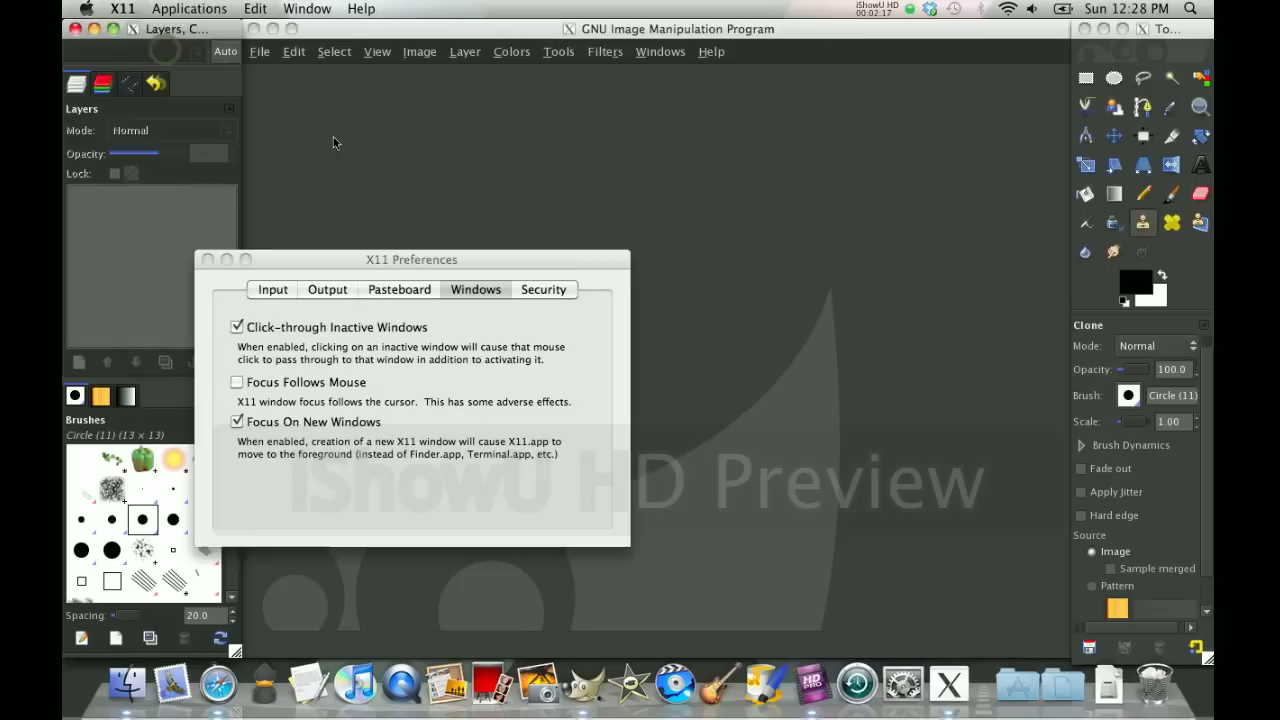 X11 Applications Edit Window Help
iShowU HD
00:02:17
Sun 12:28 PM
Layers, C...
GNU Image Manipulation Program
To...
Auto
File Edit Select View Image Layer Colors Tools Filters Windows Help
Layers
Mode: Normal
Opacity:
Lock:
X11 Preferences
Input Output Pasteboard Windows Security
Click-through Inactive Windows
When enabled, clicking on an inactive window will cause that mouse
click to pass through to that window in addition to activating it.
Focus Follows Mouse
X11 window focus follows the cursor. This has some adverse effects.
Focus On New Windows
When enabled, creation of a new X11 window will cause X11.app to
move to the foreground (instead of Finder.app, Terminal.app, etc.)
iShowU HD Preview
Brushes
Circle (11) (13 × 13)
Spacing: 20.0
Clone
Mode: Normal
Opacity: 100.0
Brush: Circle (11)
Scale: 1.00
Brush Dynamics
Fade out
Apply Jitter
Hard edge
Source
Image
Sample merged
Pattern
HD
PRO
X